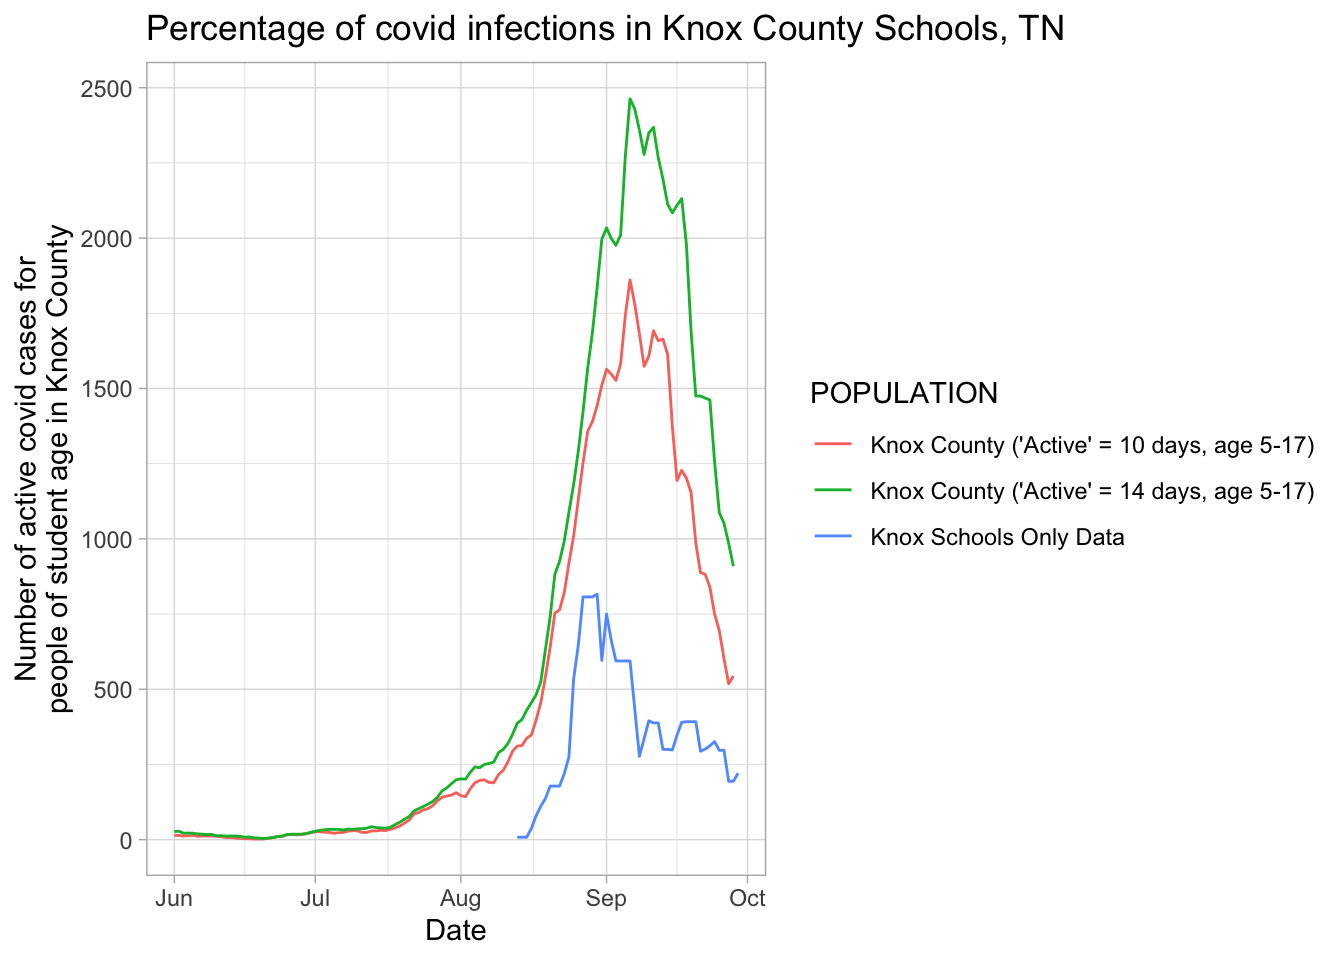 Percentage of covid infections in Knox County Schools, TN
Number of active covid cases for
people of student age in Knox County
2500
2000
1500
1000
500
0
Jun
Jul
Aug
Sep
Oct
Date
POPULATION
Knox County ('Active' = 10 days, age 5-17)
Knox County ('Active' = 14 days, age 5-17)
Knox Schools Only Data